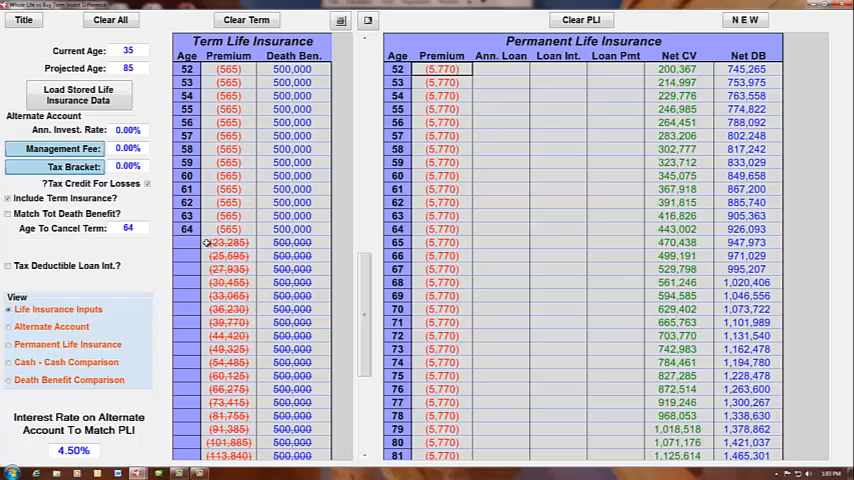 Whole Life vs Buy Term Invest Difference
Title
Clear All
Clear Term
Clear PLI
N E W
Current Age: 35
Projected Age: 85
Load Stored Life
Insurance Data
Alternate Account
Ann. Invest. Rate: 0.00%
Management Fee: 0.00%
Tax Bracket: 0.00%
?Tax Credit For Losses
Include Term Insurance?
Match Tot Death Benefit?
Age To Cancel Term: 64
Tax Deductible Loan Int.?
View
Life Insurance Inputs
Alternate Account
Permanent Life Insurance
Cash - Cash Comparison
Death Benefit Comparison
Interest Rate on Alternate
Account To Match PLI
4.50%
Term Life Insurance
Age Premium Death Ben.
52 (565) 500,000
53 (565) 500,000
54 (565) 500,000
55 (565) 500,000
56 (565) 500,000
57 (565) 500,000
58 (565) 500,000
59 (565) 500,000
60 (565) 500,000
61 (565) 500,000
62 (565) 500,000
63 (565) 500,000
64 (565) 500,000
(23,285) 500,000
(25,595) 500,000
(27,935) 500,000
(30,455) 500,000
(33,065) 500,000
(36,230) 500,000
(39,770) 500,000
(44,420) 500,000
(49,325) 500,000
(54,485) 500,000
(60,125) 500,000
(66,275) 500,000
(73,415) 500,000
(81,755) 500,000
(91,385) 500,000
(101,885) 500,000
(113,840) 500,000
Permanent Life Insurance
Age Premium Ann. Loan Loan Int. Loan Pmt Net CV Net DB
52 (5,770) 200,367 745,265
53 (5,770) 214,997 753,975
54 (5,770) 229,776 763,558
55 (5,770) 246,985 774,822
56 (5,770) 264,451 788,092
57 (5,770) 283,206 802,248
58 (5,770) 302,777 817,242
59 (5,770) 323,712 833,029
60 (5,770) 345,075 849,658
61 (5,770) 367,918 867,200
62 (5,770) 391,815 885,740
63 (5,770) 416,826 905,363
64 (5,770) 443,002 926,093
65 (5,770) 470,438 947,973
66 (5,770) 499,191 971,029
67 (5,770) 529,798 995,207
68 (5,770) 561,246 1,020,406
69 (5,770) 594,585 1,046,556
70 (5,770) 629,402 1,073,722
71 (5,770) 665,763 1,101,989
72 (5,770) 703,770 1,131,540
73 (5,770) 742,983 1,162,478
74 (5,770) 784,461 1,194,780
75 (5,770) 827,285 1,228,478
76 (5,770) 872,514 1,263,600
77 (5,770) 919,246 1,300,267
78 (5,770) 968,053 1,338,630
79 (5,770) 1,018,518 1,378,862
80 (5,770) 1,071,176 1,421,037
81 (5,770) 1,125,614 1,465,301
1:03 PM